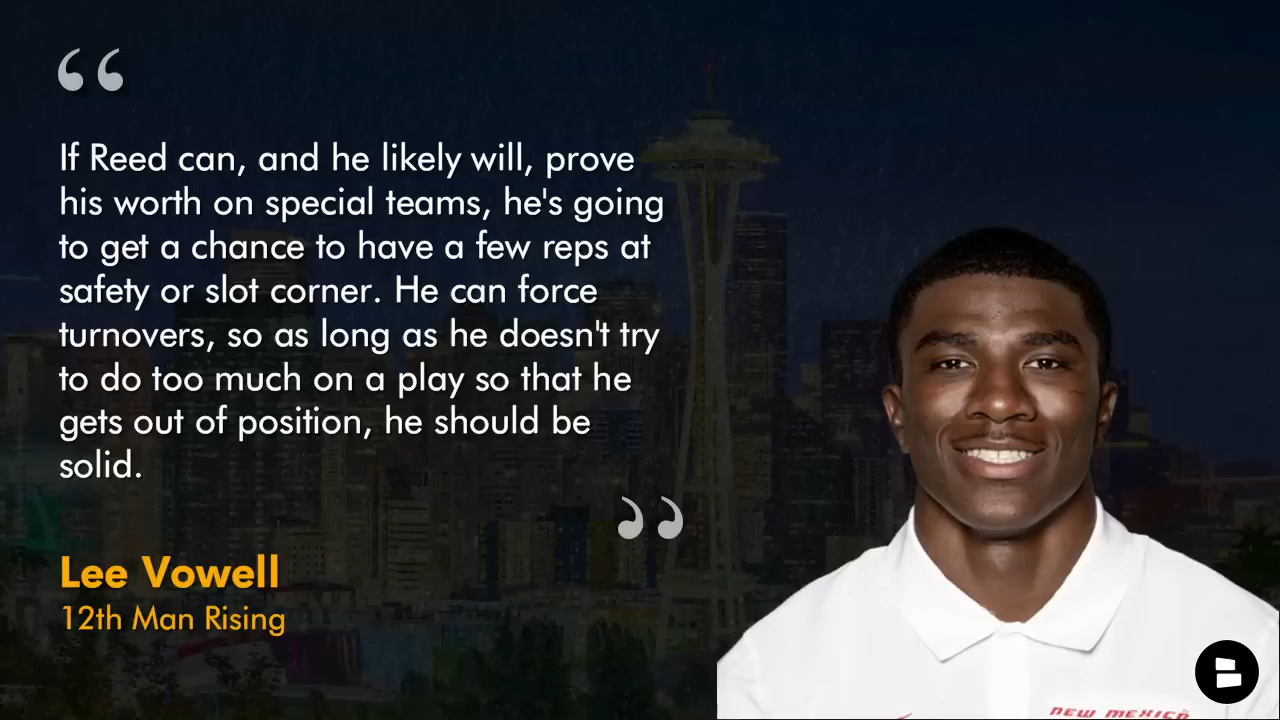 “
If Reed can, and he likely will, prove
his worth on special teams, he's going
to get a chance to have a few reps at
safety or slot corner. He can force
turnovers, so as long as he doesn't try
to do too much on a play so that he
gets out of position, he should be
solid.
”
Lee Vowell
12th Man Rising
NEW MEXICO